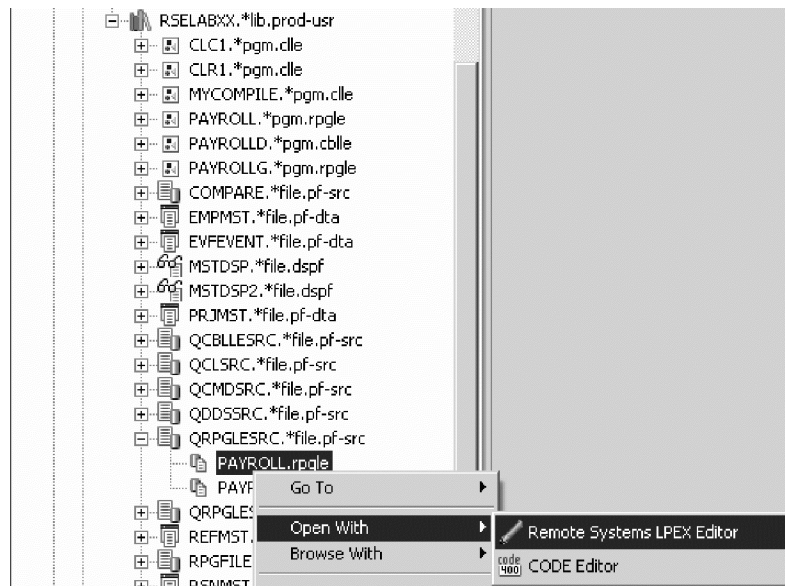 RSELABXX.*lib.prod-usr
CLC1.*pgm.clle
CLR1.*pgm.clle
MYCOMPILE.*pgm.clle
PAYROLL.*pgm.rpgle
PAYROLLD.*pgm.cblle
PAYROLLG.*pgm.rpgle
COMPARE.*file.pf-src
EMPMST.*file.pf-dta
EVFEVENT.*file.pf-dta
MSTDSP.*file.dspf
MSTDSP2.*file.dspf
PRJMST.*file.pf-dta
QCBLLESRC.*file.pf-src
QCLSRC.*file.pf-src
QCMDSRC.*file.pf-src
QDDSSRC.*file.pf-src
QRPGLESRC.*file.pf-src
PAYROLL.rpgle
PAYR
Go To
QRPGLES
Open With
Remote Systems LPEX Editor
REFMST.
Browse With
RPGFILE
code 400
CODE Editor
RSNMST